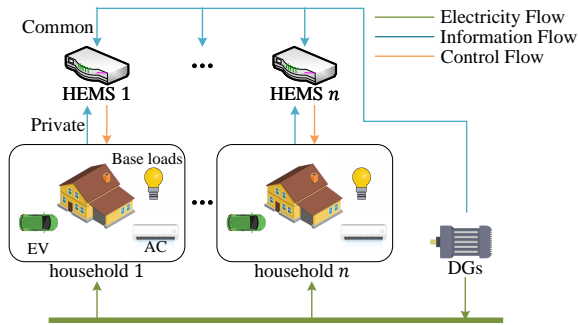 Electricity Flow
Common
Information Flow
Control Flow
...
HEMS 1
HEMS n
Private
Base loads
...
EV
AC
household 1
household n
DGs